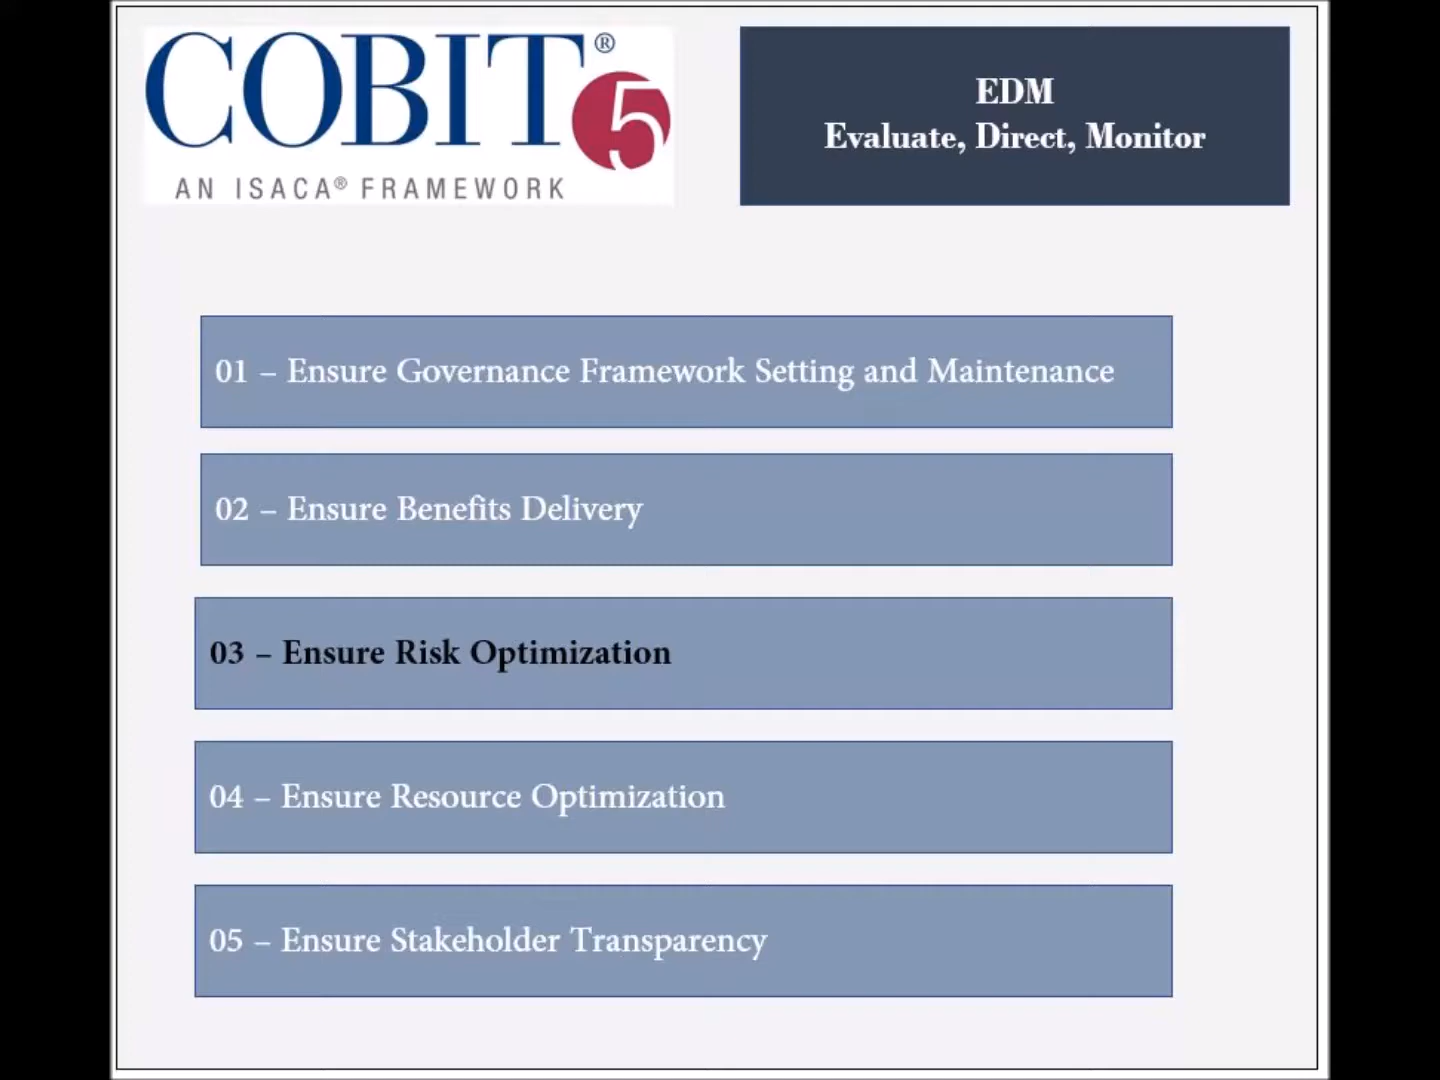 COBIT® 5
AN ISACA® FRAMEWORK
EDM
Evaluate, Direct, Monitor
01 – Ensure Governance Framework Setting and Maintenance
02 – Ensure Benefits Delivery
03 – Ensure Risk Optimization
04 – Ensure Resource Optimization
05 – Ensure Stakeholder Transparency